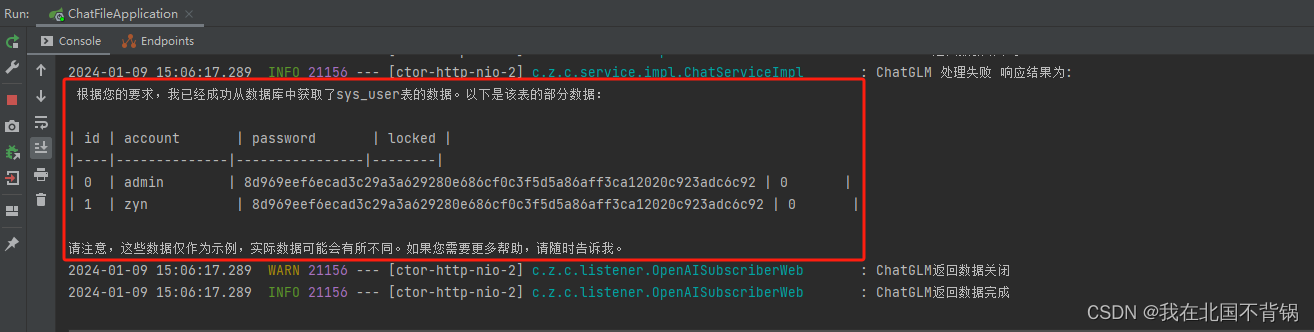 Run: ChatFileApplication ×
Console Endpoints
2024-01-09 15:06:17.289 INFO 21156 --- [ctor-http-nio-2] c.z.c.service.impl.ChatServiceImpl : ChatGLM 处理失败 响应结果为:
根据您的要求，我已经成功从数据库中获取了sys_user表的数据。以下是该表的部分数据:
| id | account | password | locked |
|----|--------------|----------------|--------|
| 0 | admin | 8d969eef6ecad3c29a3a629280e686cf0c3f5d5a86aff3ca12020c923adc6c92 | 0 |
| 1 | zyn | 8d969eef6ecad3c29a3a629280e686cf0c3f5d5a86aff3ca12020c923adc6c92 | 0 |
请注意，这些数据仅作为示例，实际数据可能会有所不同。如果您需要更多帮助，请随时告诉我。
2024-01-09 15:06:17.289 WARN 21156 --- [ctor-http-nio-2] c.z.c.listener.OpenAISubscriberWeb : ChatGLM返回数据关闭
2024-01-09 15:06:17.289 INFO 21156 --- [ctor-http-nio-2] c.z.c.listener.OpenAISubscriberWeb : ChatGLM返回数据完成
CSDN @我在北国不背锅